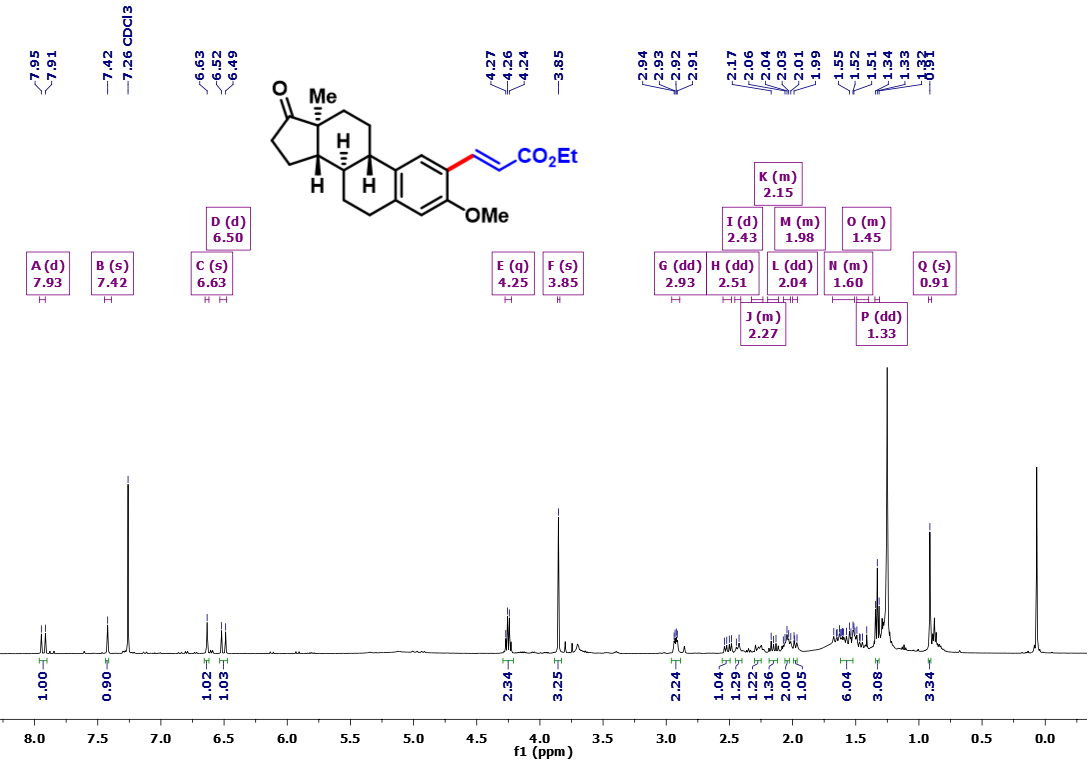 7.95
7.91
7.42
7.26 CDCl3
6.63
6.52
6.49
4.27
4.26
4.24
3.85
2.94
2.93
2.92
2.91
2.17
2.06
2.04
2.03
2.01
1.99
1.55
1.52
1.51
1.34
1.33
1.32
0.91
O
Me
H
H
H
CO2Et
OMe
K (m)
2.15
D (d)
6.50
I (d)
2.43
M (m)
1.98
O (m)
1.45
A (d)
7.93
B (s)
7.42
C (s)
6.63
E (q)
4.25
F (s)
3.85
G (dd)
2.93
H (dd)
2.51
L (dd)
2.04
N (m)
1.60
Q (s)
0.91
J (m)
2.27
P (dd)
1.33
1.00
0.90
1.02
1.03
2.34
3.25
2.24
1.04
1.29
1.22
1.36
2.00
1.05
6.04
3.08
3.34
8.0 7.5 7.0 6.5 6.0 5.5 5.0 4.5 4.0 3.5 3.0 2.5 2.0 1.5 1.0 0.5 0.0
f1 (ppm)